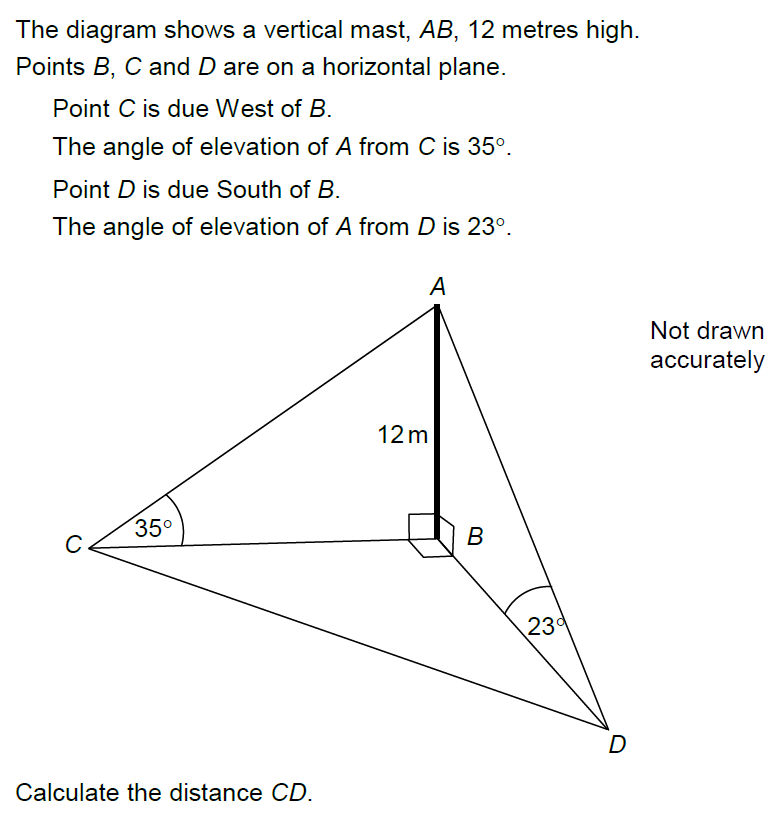 The diagram shows a vertical mast, AB, 12 metres high.
Points B, C and D are on a horizontal plane.
Point C is due West of B.
The angle of elevation of A from C is 35°.
Point D is due South of B.
The angle of elevation of A from D is 23°.
A
Not drawn
accurately
12 m
35°
C
B
23°
D
Calculate the distance CD.